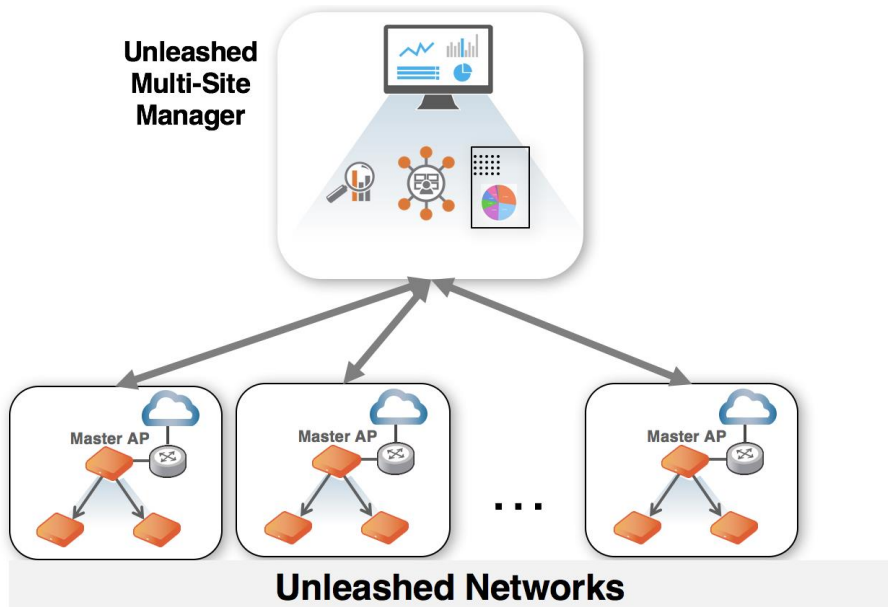 Unleashed
Multi-Site
Manager
Master AP
Master AP
Master AP
...
Unleashed Networks